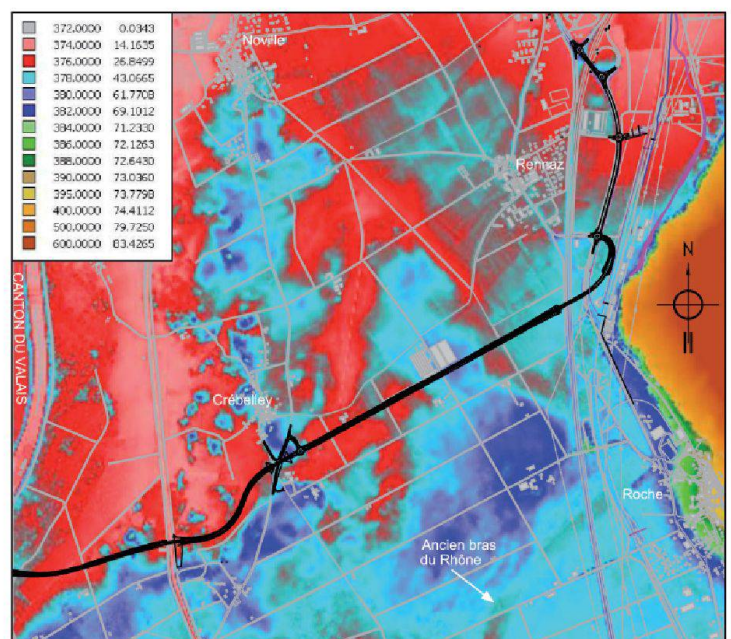 372.0000 0.0343
374.0000 14.1635
376.0000 26.8499
378.0000 43.0665
380.0000 61.7708
382.0000 69.1012
384.0000 71.2330
386.0000 72.1263
388.0000 72.6430
390.0000 73.0360
395.0000 73.7798
400.0000 74.4112
500.0000 79.7250
600.0000 83.4265
Noville
Rennaz
N
CANTON DU VALAIS
Crébelley
Roche
Ancien bras
du Rhône